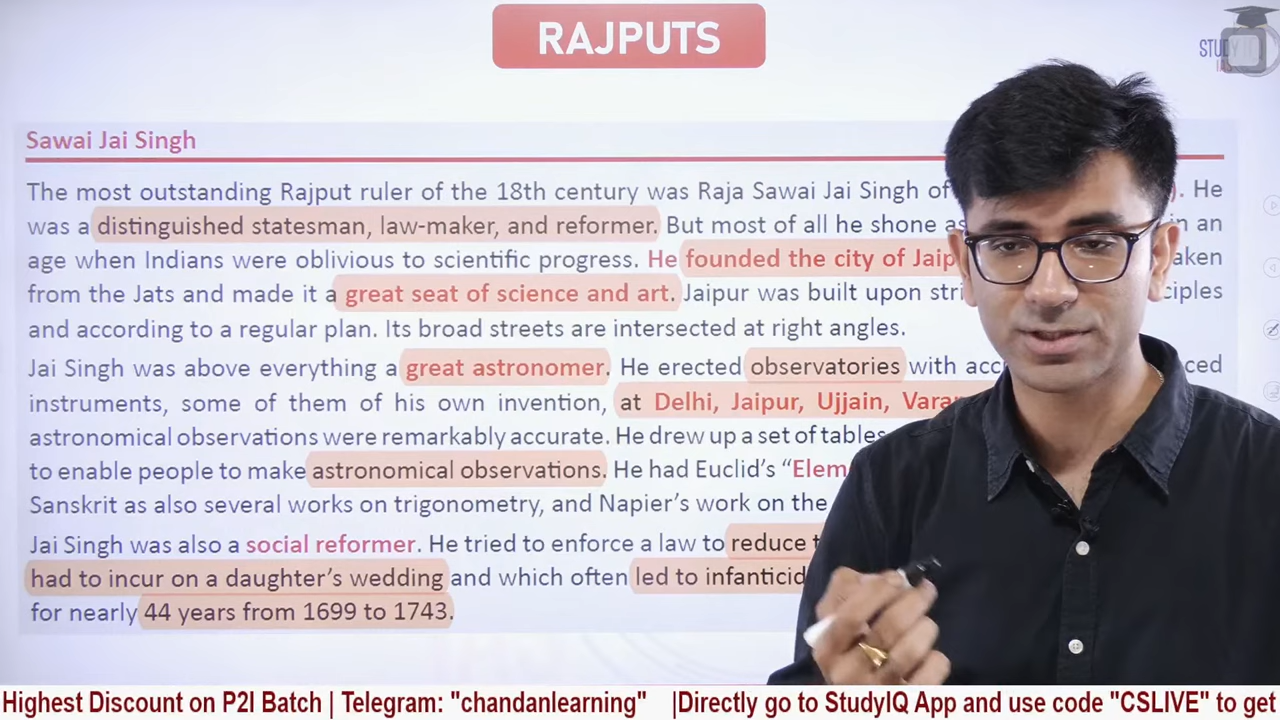 RAJPUTS
STUDY
Sawai Jai Singh
The most outstanding Rajput ruler of the 18th century was Raja Sawai Jai Singh of . He
was a distinguished statesman, law-maker, and reformer. But most of all he shone as in an
age when Indians were oblivious to scientific progress. He founded the city of
from the Jats and made it a great seat of science and art. Jaipur was built upon
and according to a regular plan. Its broad streets are intersected at right angles.
Jai Singh was above everything a great astronomer. He erected observatories with
instruments, some of them of his own invention, at Delhi, Jaipur, Ujjain,
astronomical observations were remarkably accurate. He drew up a set of tables
to enable people to make astronomical observations. He had Euclid’s “
Sanskrit as also several works on trigonometry, and Napier’s work on the
Jai Singh was also a social reformer. He tried to enforce a law to reduce
had to incur on a daughter’s wedding and which often led to
for nearly 44 years from 1699 to 1743.
Highest Discount on P2I Batch | Telegram: "chandanlearning" |Directly go to StudyIQ App and use code "CSLIVE" to get